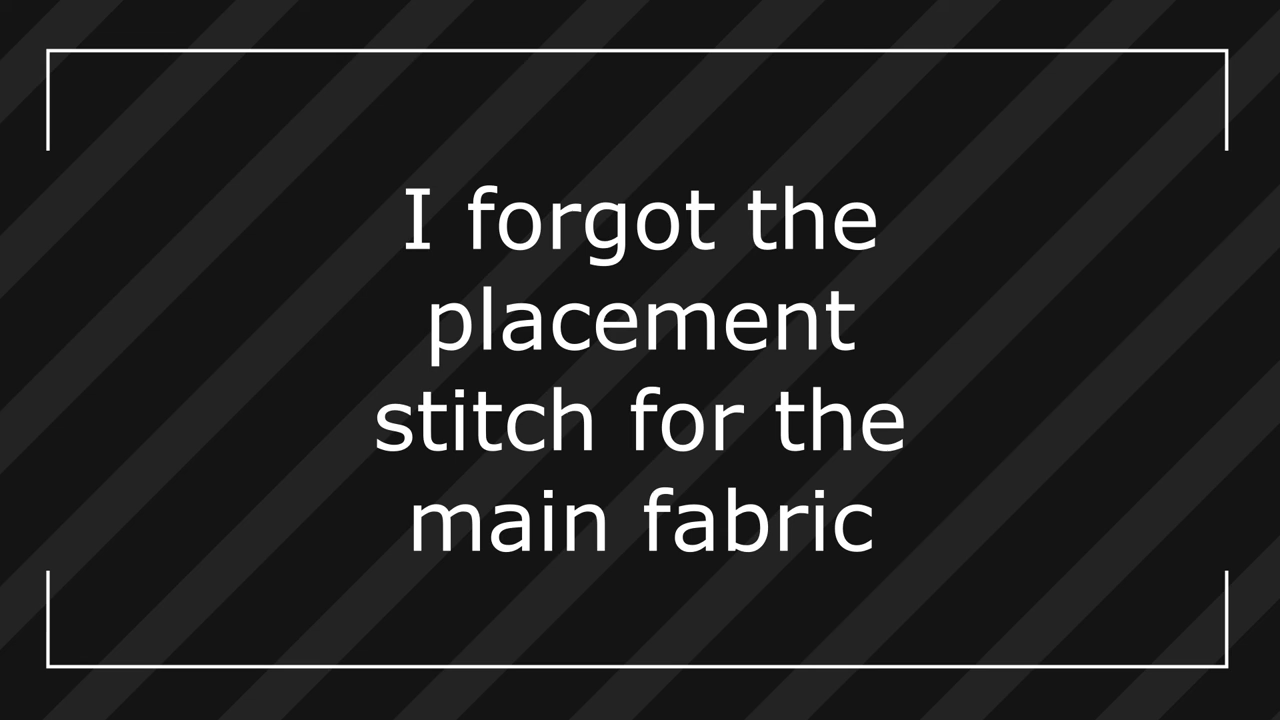 I forgot the
placement
stitch for the
main fabric